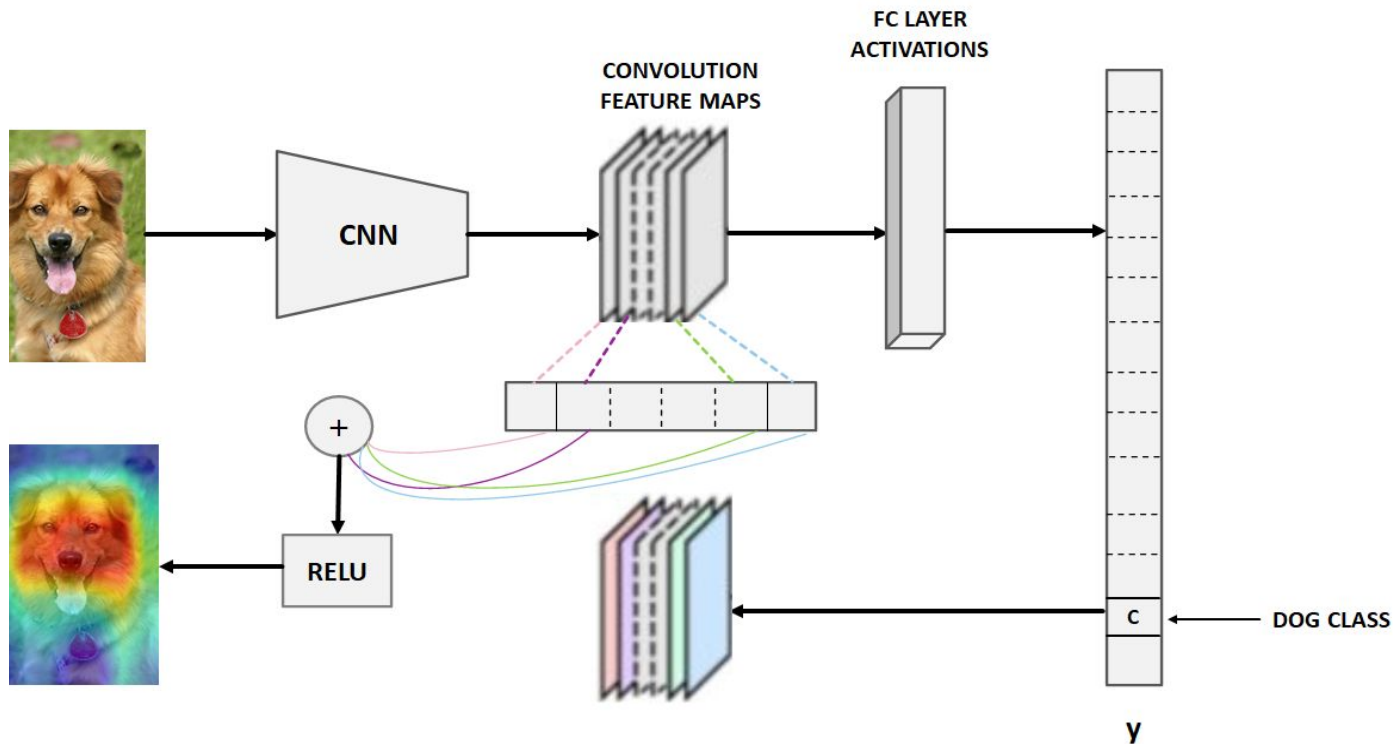 FC LAYER
ACTIVATIONS
CONVOLUTION
FEATURE MAPS
CNN
+
RELU
C
DOG CLASS
y